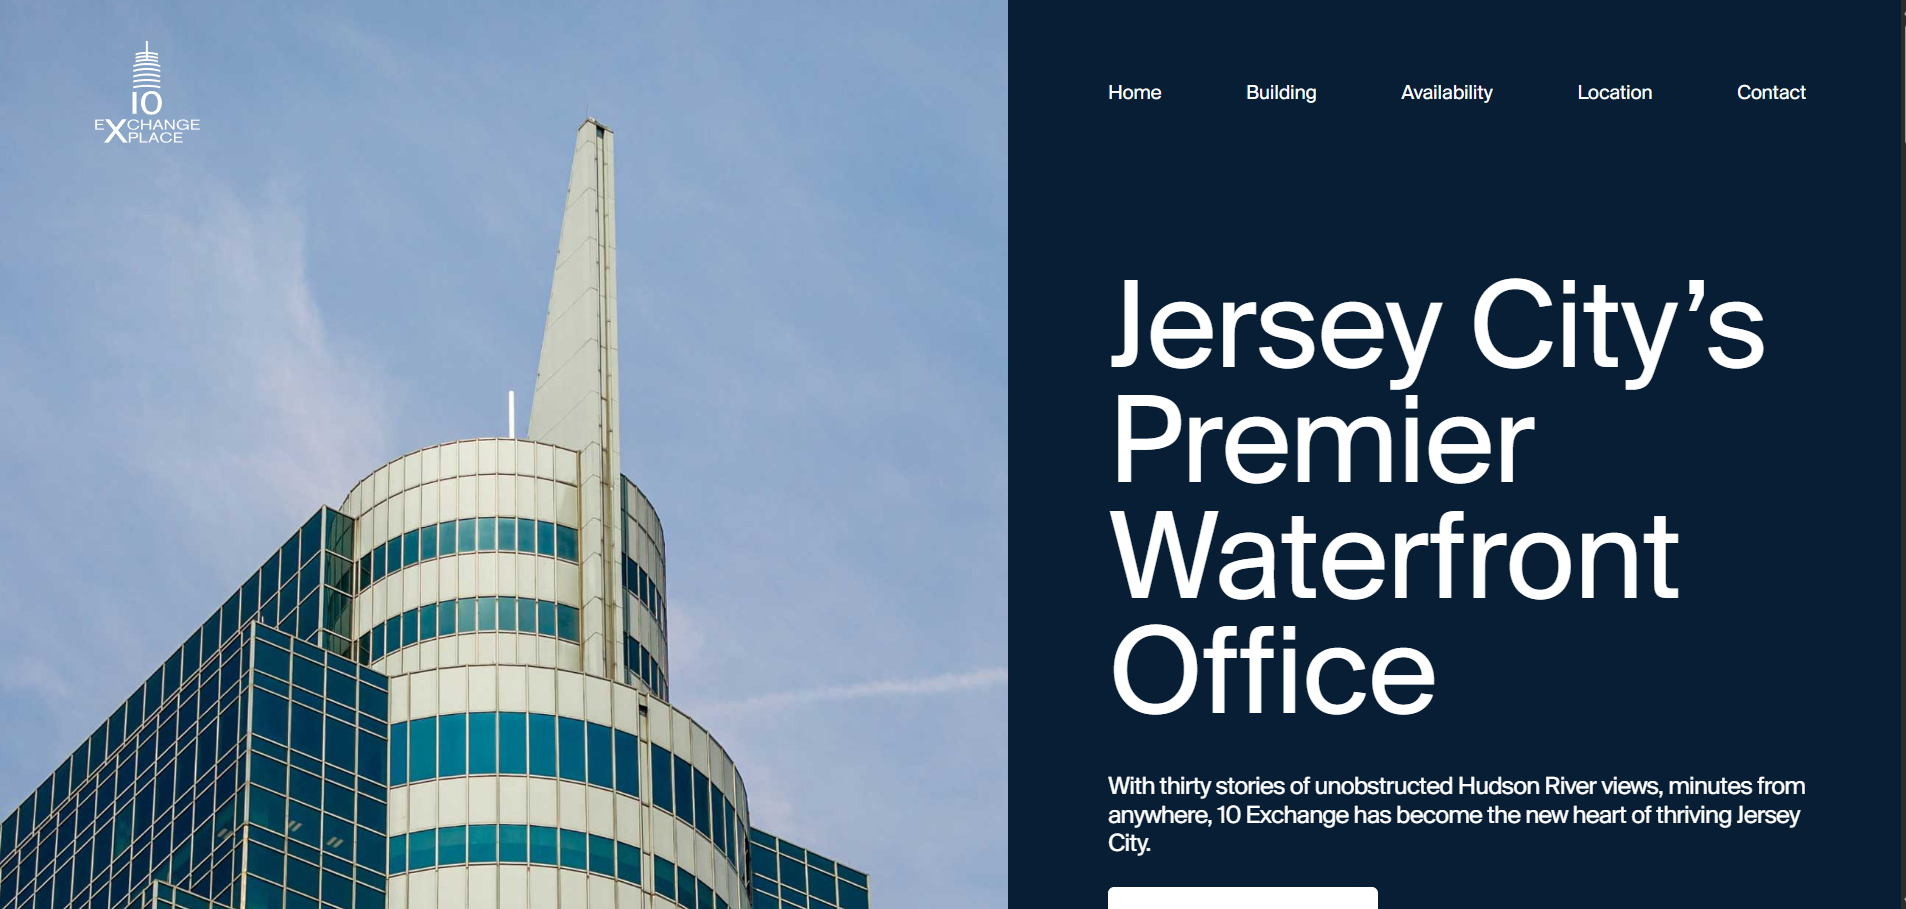 10
EXCHANGE
PLACE
Home
Building
Availability
Location
Contact
Jersey City’s
Premier
Waterfront
Office
With thirty stories of unobstructed Hudson River views, minutes from
anywhere, 10 Exchange has become the new heart of thriving Jersey
City.